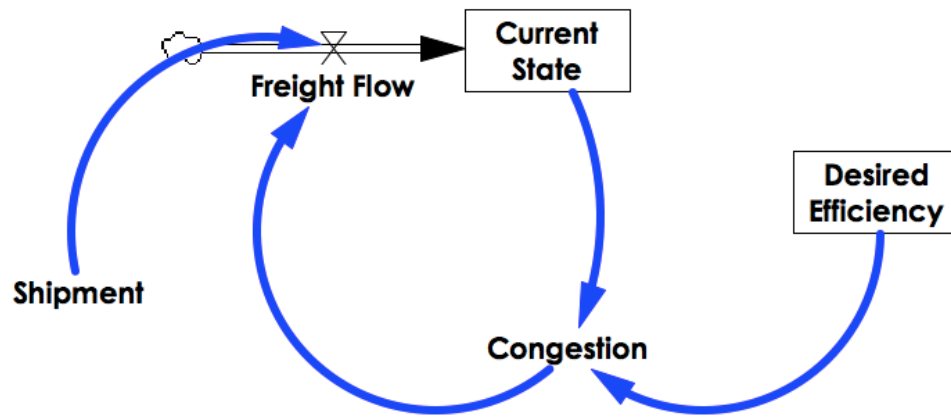 Current
State
Freight Flow
Desired
Efficiency
Shipment
Congestion